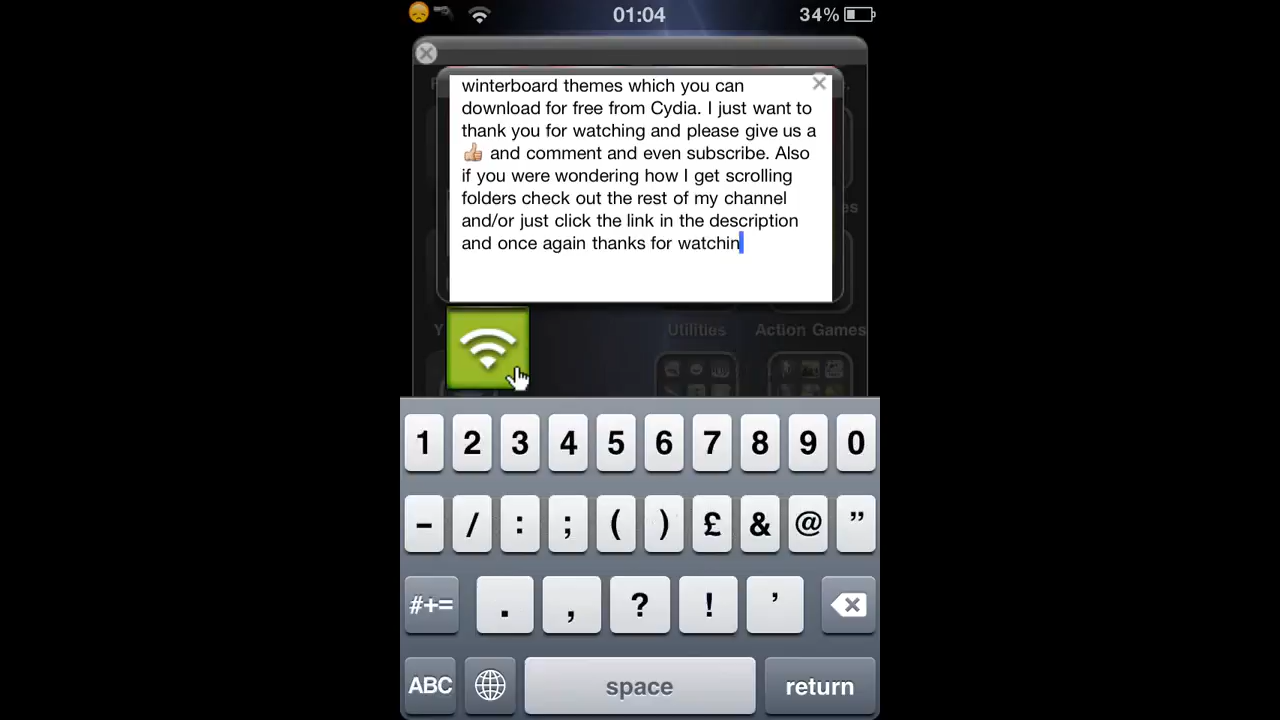 01:04
34%
winterboard themes which you can
download for free from Cydia. I just want to
thank you for watching and please give us a
👍 and comment and even subscribe. Also
if you were wondering how I get scrolling
folders check out the rest of my channel
and/or just click the link in the description
and once again thanks for watchin
Utilities
Action Games
1 2 3 4 5 6 7 8 9 0
- / : ; ( ) £ & @ ”
#+= . , ? ! ’
ABC space return